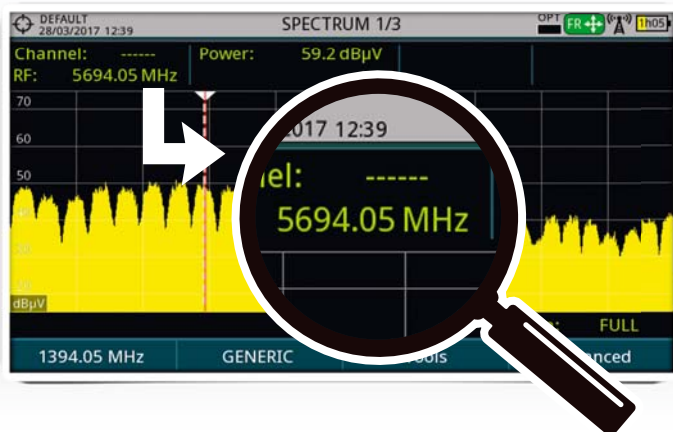 DEFAULT
28/03/2017 12:39
SPECTRUM 1/3
OPT FR 1h05
Channel: ------ Power: 59.2 dBµV
RF: 5694.05 MHz
70
60
50
dBµV
2017 12:39
el: ------
5694.05 MHz
FULL
1394.05 MHz GENERIC